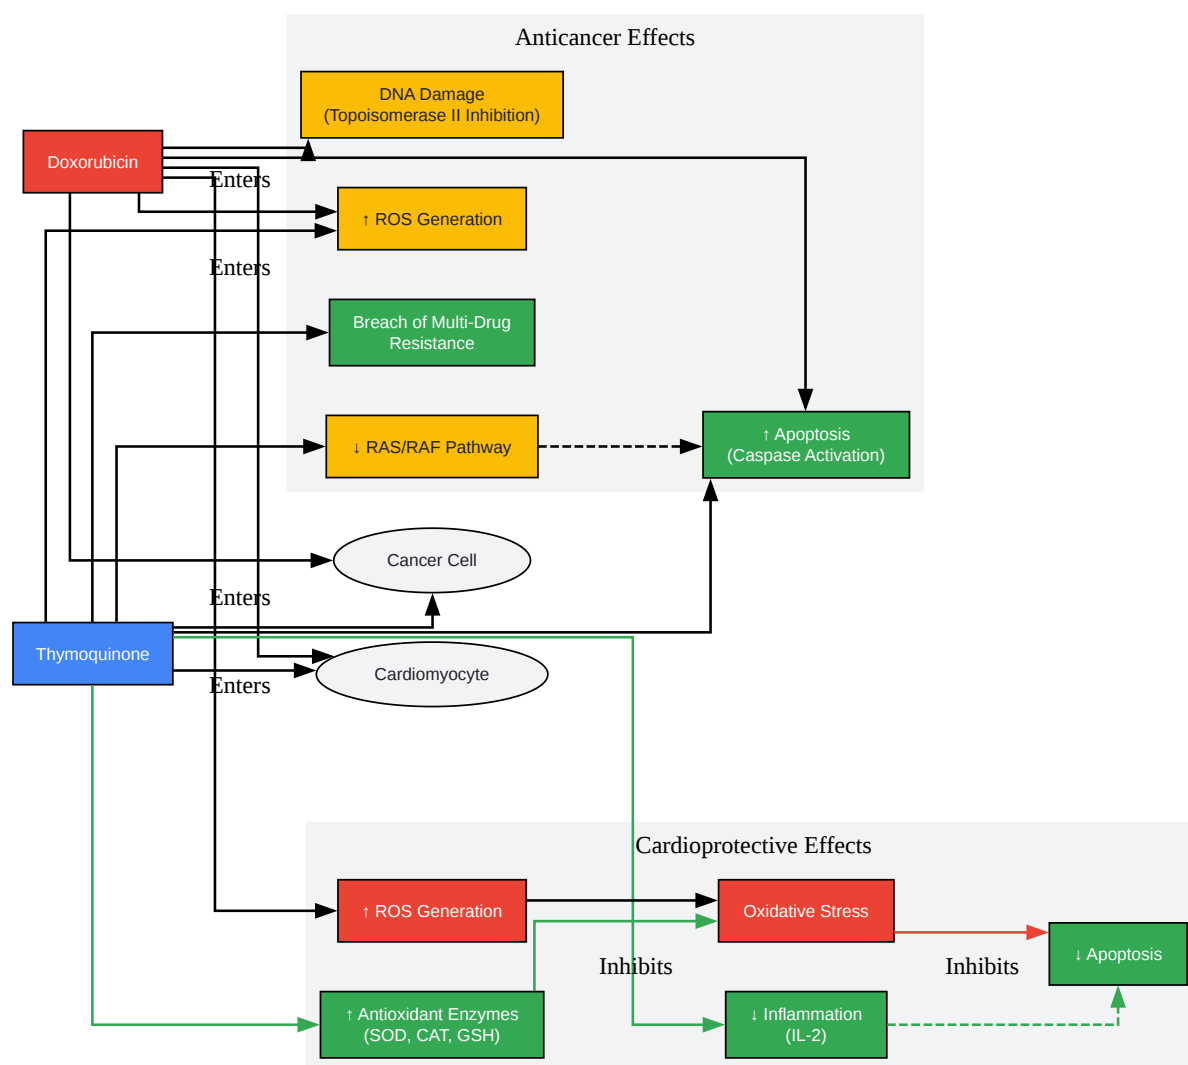 Anticancer Effects
DNA Damage
(Topoisomerase II Inhibition)
Doxorubicin
Enters
↑ ROS Generation
Enters
Breach of Multi-Drug
Resistance
↑ Apoptosis
(Caspase Activation)
↓ RAS/RAF Pathway
Cancer Cell
Enters
Thymoquinone
Cardiomyocyte
Enters
Cardioprotective Effects
↑ ROS Generation
Oxidative Stress
↓ Apoptosis
Inhibits
Inhibits
↑ Antioxidant Enzymes
(SOD, CAT, GSH)
↓ Inflammation
(IL-2)